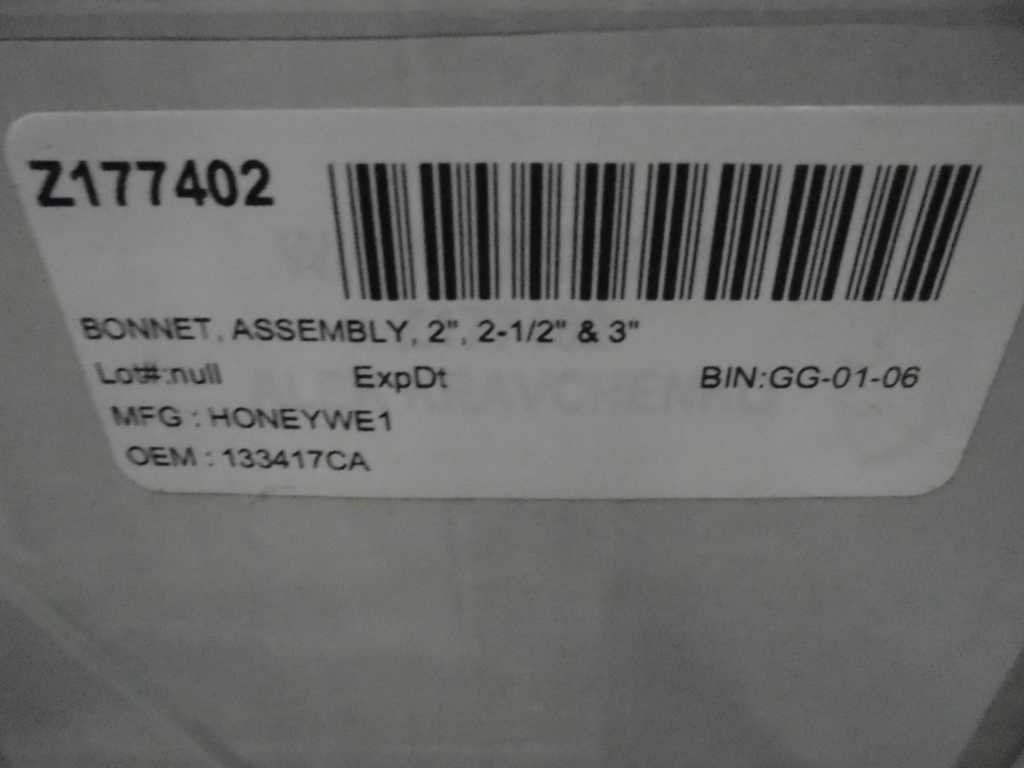 Z177402
BONNET, ASSEMBLY, 2", 2-1/2" & 3"
Lot#:null ExpDt BIN:GG-01-06
MFG : HONEYWE1
OEM : 133417CA